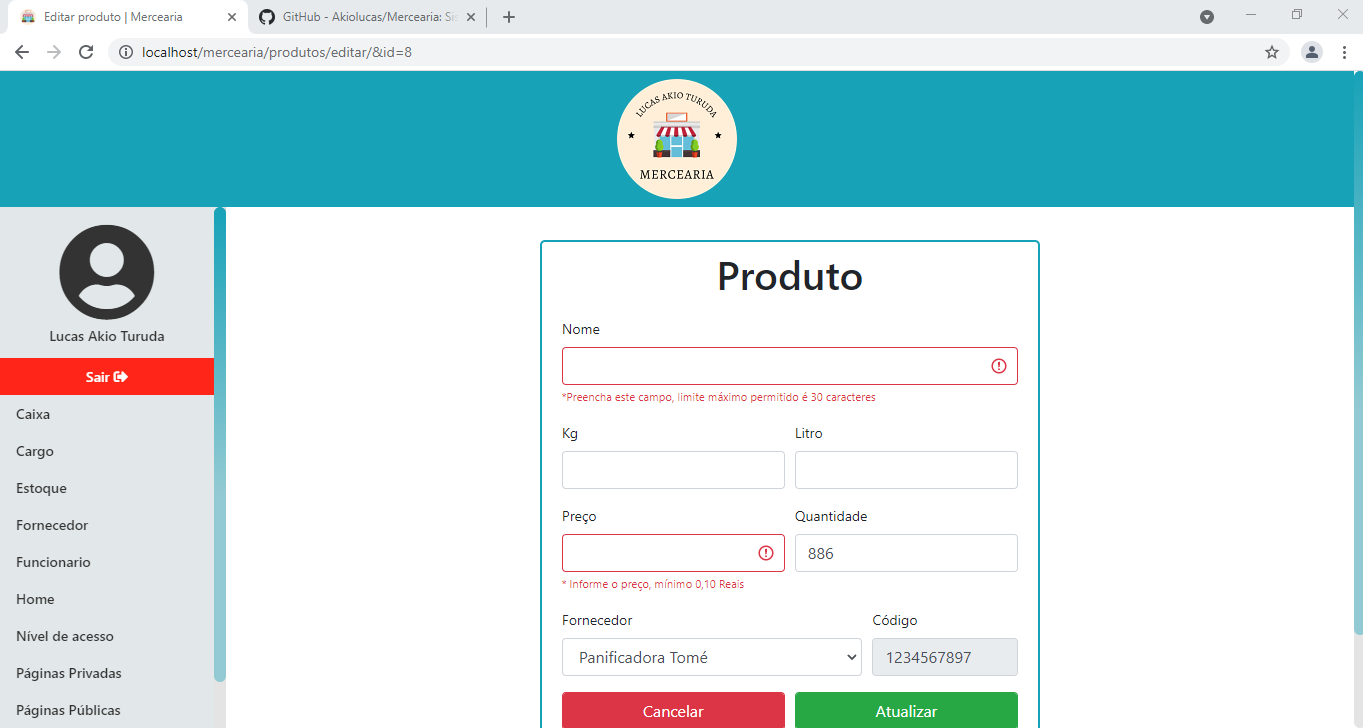 Editar produto | Mercearia
GitHub - Akiolucas/Mercearia: Sis
localhost/mercearia/produtos/editar/&id=8
LUCAS AKIO TURUDA
MERCEARIA
Lucas Akio Turuda
Sair
Caixa
Cargo
Estoque
Fornecedor
Funcionario
Home
Nível de acesso
Páginas Privadas
Páginas Públicas
Produto
Nome
*Preencha este campo, limite máximo permitido é 30 caracteres
Kg
Litro
Preço
Quantidade
886
* Informe o preço, mínimo 0,10 Reais
Fornecedor
Código
Panificadora Tomé
1234567897
Cancelar
Atualizar